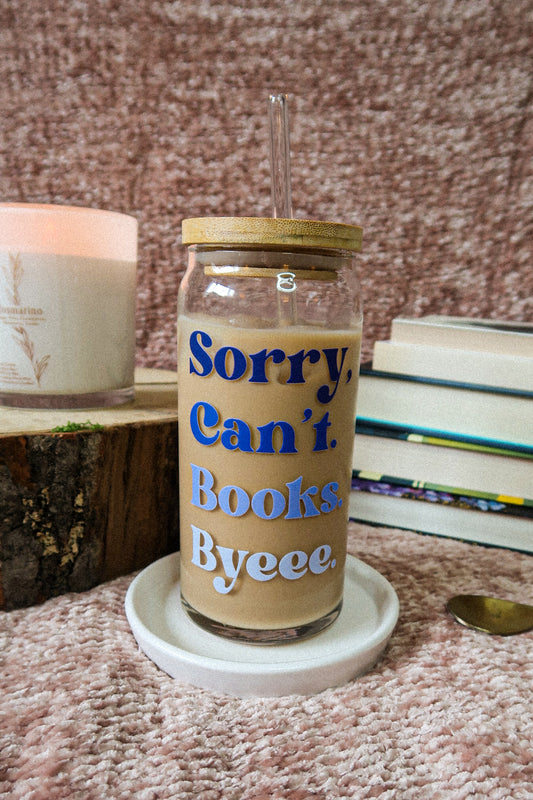 Sorry,
Can't.
Books.
Byeee.